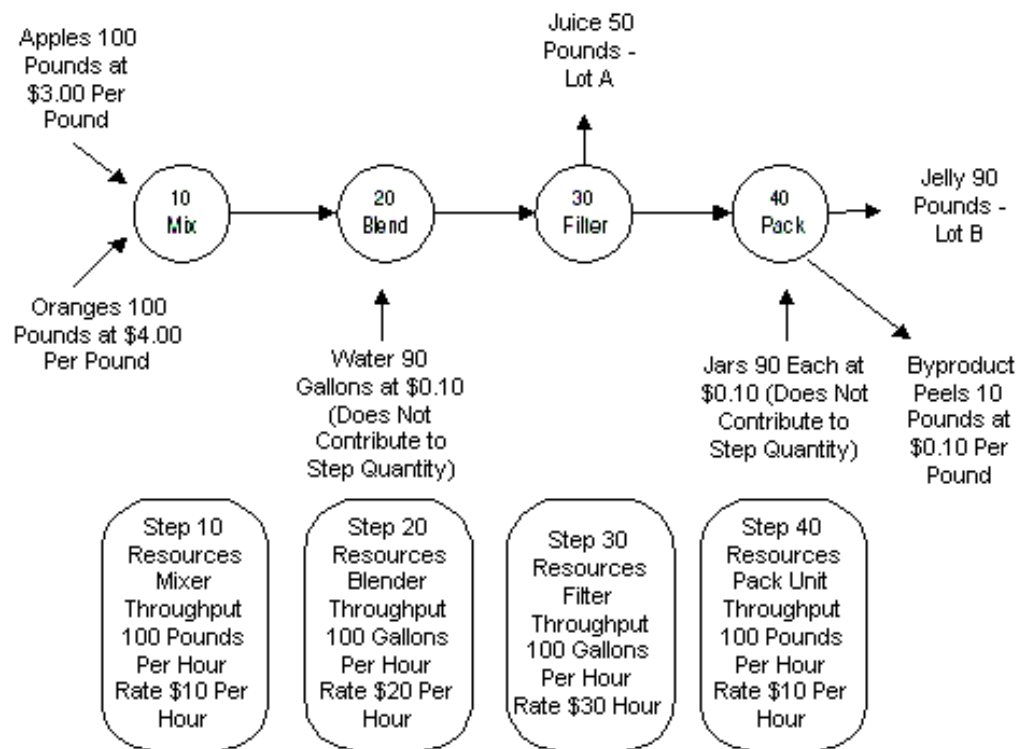 Apples 100
Pounds at
$3.00 Per
Pound
Juice 50
Pounds -
Lot A
10
Mix
20
Blend
30
Filter
40
Pack
Jelly 90
Pounds -
Lot B
Oranges 100
Pounds at $4.00
Per Pound
Water 90
Gallons at $0.10
(Does Not
Contribute to
Step Quantity)
Jars 90 Each at
$0.10 (Does Not
Contribute to
Step Quantity)
Byproduct
Peels 10
Pounds at
$0.10 Per
Pound
Step 10
Resources
Mixer
Throughput
100 Pounds
Per Hour
Rate $10 Per
Hour
Step 20
Resources
Blender
Throughput
100 Gallons
Per Hour
Rate $20 Per
Hour
Step 30
Resources
Filter
Throughput
100 Gallons
Per Hour
Rate $30 Hour
Step 40
Resources
Pack Unit
Throughput
100 Pounds
Per Hour
Rate $10 Per
Hour